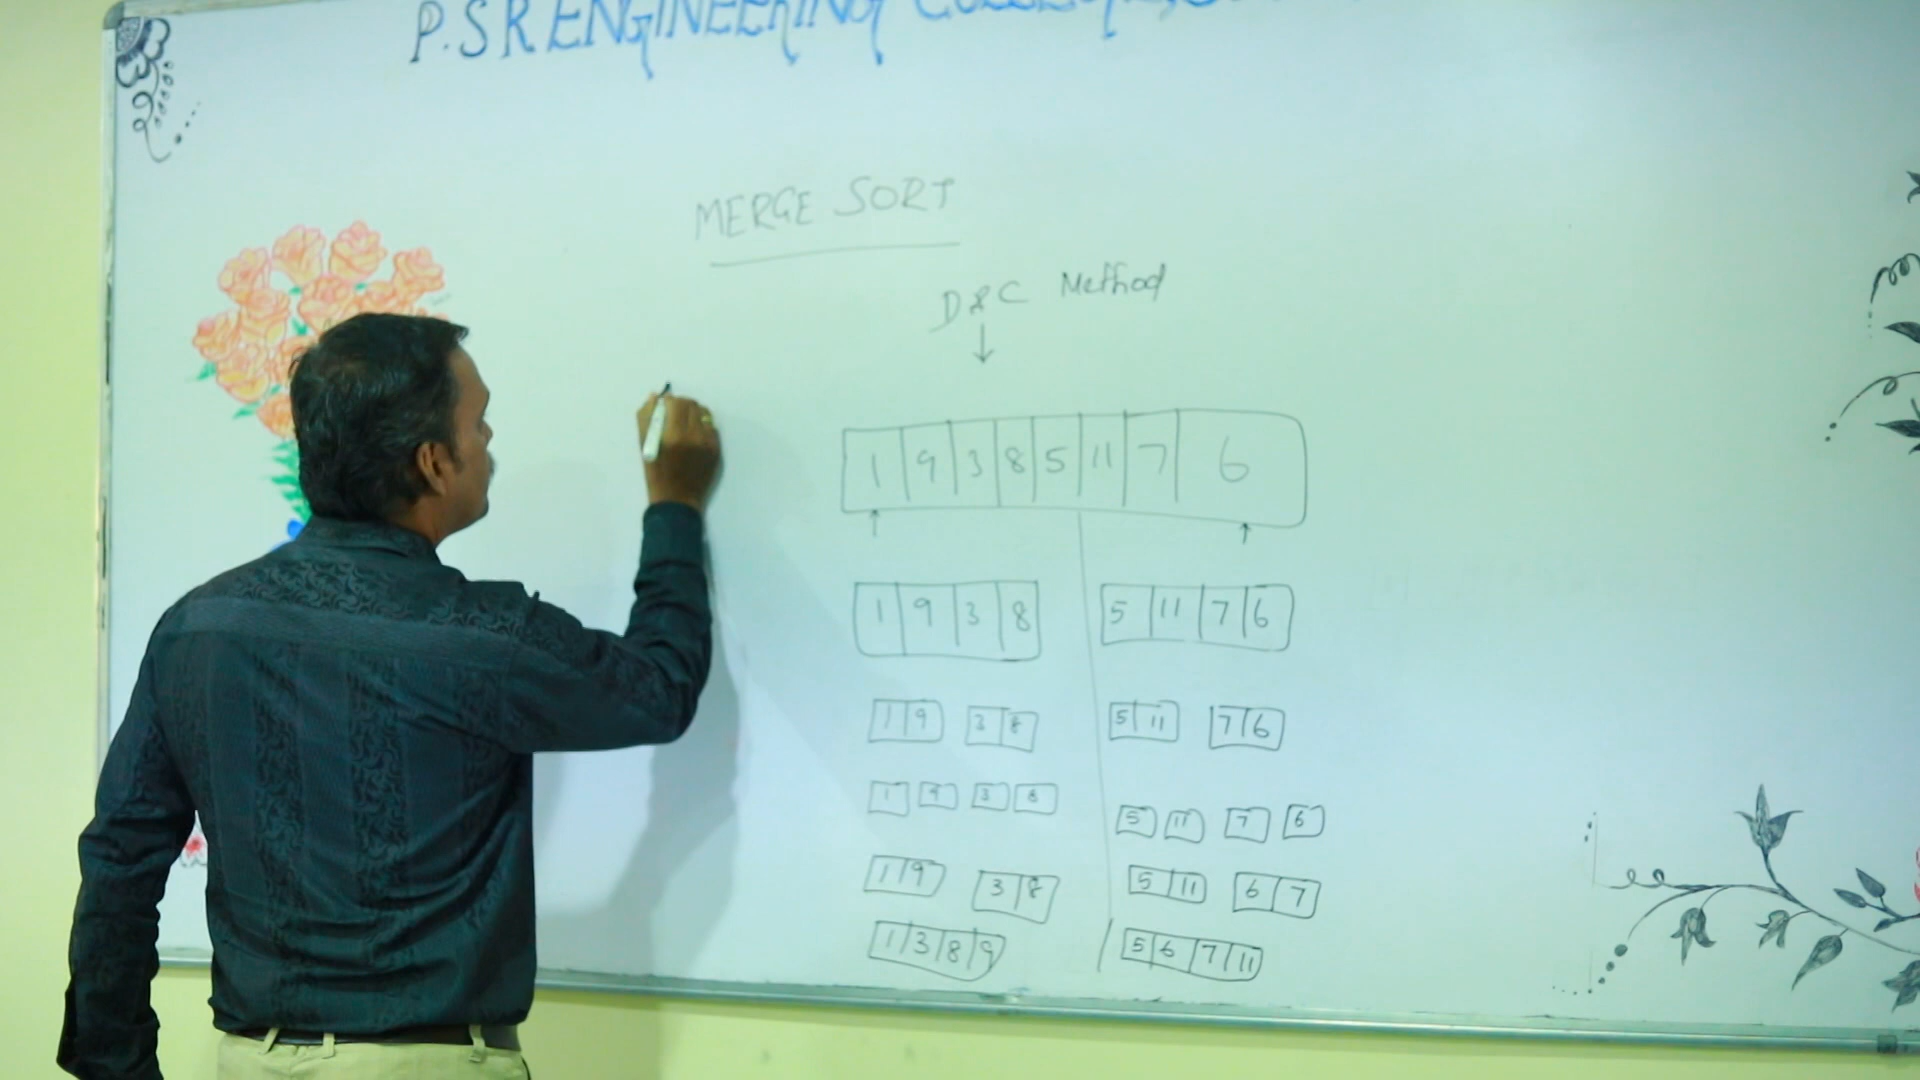 P.S R ENGINEERING COLLEGE,
MERGE SORT
D & C Method
1 9 3 8 5 11 7 6
1 9 3 8 5 11 7 6
1 9 3 8 5 11 7 6
1 9 3 8 5 11 7 6
1 9 3 8 5 11 6 7
1 3 8 9 5 6 7 11